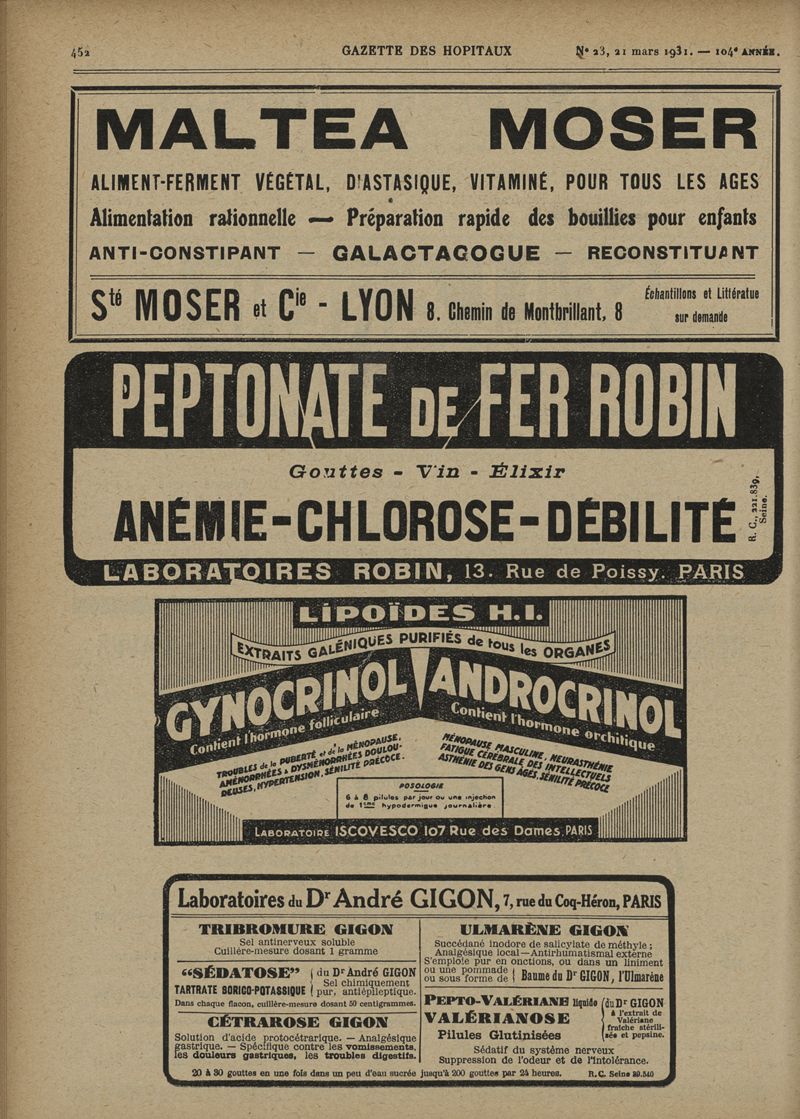 452
GAZETTE DES HOPITAUX
Nº 23, 21 mars 1931. — 104ᵉ ANNÉE.
MALTEA MOSER
ALIMENT-FERMENT VÉGÉTAL, D'ASTASIQUE, VITAMINÉ, POUR TOUS LES AGES
Alimentation rationnelle — Préparation rapide des bouillies pour enfants
ANTI-CONSTIPANT — GALACTAGOGUE — RECONSTITUANT
Sté MOSER et Cie - LYON 8. Chemin de Montbrillant, 8
Échantillons et Littératue
sur demande
PEPTONATE DE FER ROBIN
Gouttes - Vin - Élixir
ANÉMIE-CHLOROSE-DÉBILITÉ
R. C., 221.839,
Seine.
LABORATOIRES ROBIN, 13. Rue de Poissy. PARIS
LIPOÏDES H.I.
EXTRAITS GALÉNIQUES PURIFIÉS de tous les ORGANES
GYNOCRINOL
Contient l'hormone folliculaire
TROUBLES de la PUBERTÉ et de la MÉNOPAUSE,
AMÉNORRHÉES & DYSMÉNORRHÉES DOULOU-
REUSES, HYPERTENSION, SÉNILITÉ PRÉCOCE.
ANDROCRINOL
Contient l'hormone orchitique
MÉNOPAUSE MASCULINE, NEURASTHÉNIE
FATIGUE CÉRÉBRALE DES INTELLECTUELS
ASTHÉNIE DES GENS AGES, SÉNILITÉ PRÉCOCE
POSOLOGIE
6 à 8 pilules par jour ou une injection
de 1cmc hypodermique journalière
LABORATOIRE ISCOVESCO 107 Rue des Dames, PARIS
Laboratoires du Dr André GIGON, 7, rue du Coq-Héron, PARIS
TRIBROMURE GIGON
Sel antinerveux soluble
Cuillère-mesure dosant 1 gramme
“SÉDATOSE” du Dr André GIGON
TARTRATE BORICO-POTASSIQUE
Sel chimiquement
pur, antiépileptique.
Dans chaque flacon, cuillère-mesure dosant 50 centigrammes.
CÉTRAROSE GIGON
Solution d'acide protocétrarique. — Analgésique
gastrique. — Spécifique contre les vomissements,
les douleurs gastriques, les troubles digestifs.
ULMARÈNE GIGON
Succédané inodore de salicylate de méthyle ;
Analgésique local—Antirhumatismal externe
S'emploie pur en onctions, ou dans un liniment
ou une pommade
ou sous forme de
Baume du Dr GIGON, l'Ulmarène
PEPTO-VALÉRIANE liquide du Dr GIGON
VALÉRIANOSE
Pilules Glutinisées
à l'extrait de
Valériane
fraîche stérili-
sée et pepsine.
Sédatif du système nerveux
Suppression de l'odeur et de l'intolérance.
20 à 30 gouttes en une fois dans un peu d'eau sucrée jusqu'à 200 gouttes par 24 heures.
R.C. Seine 89.540